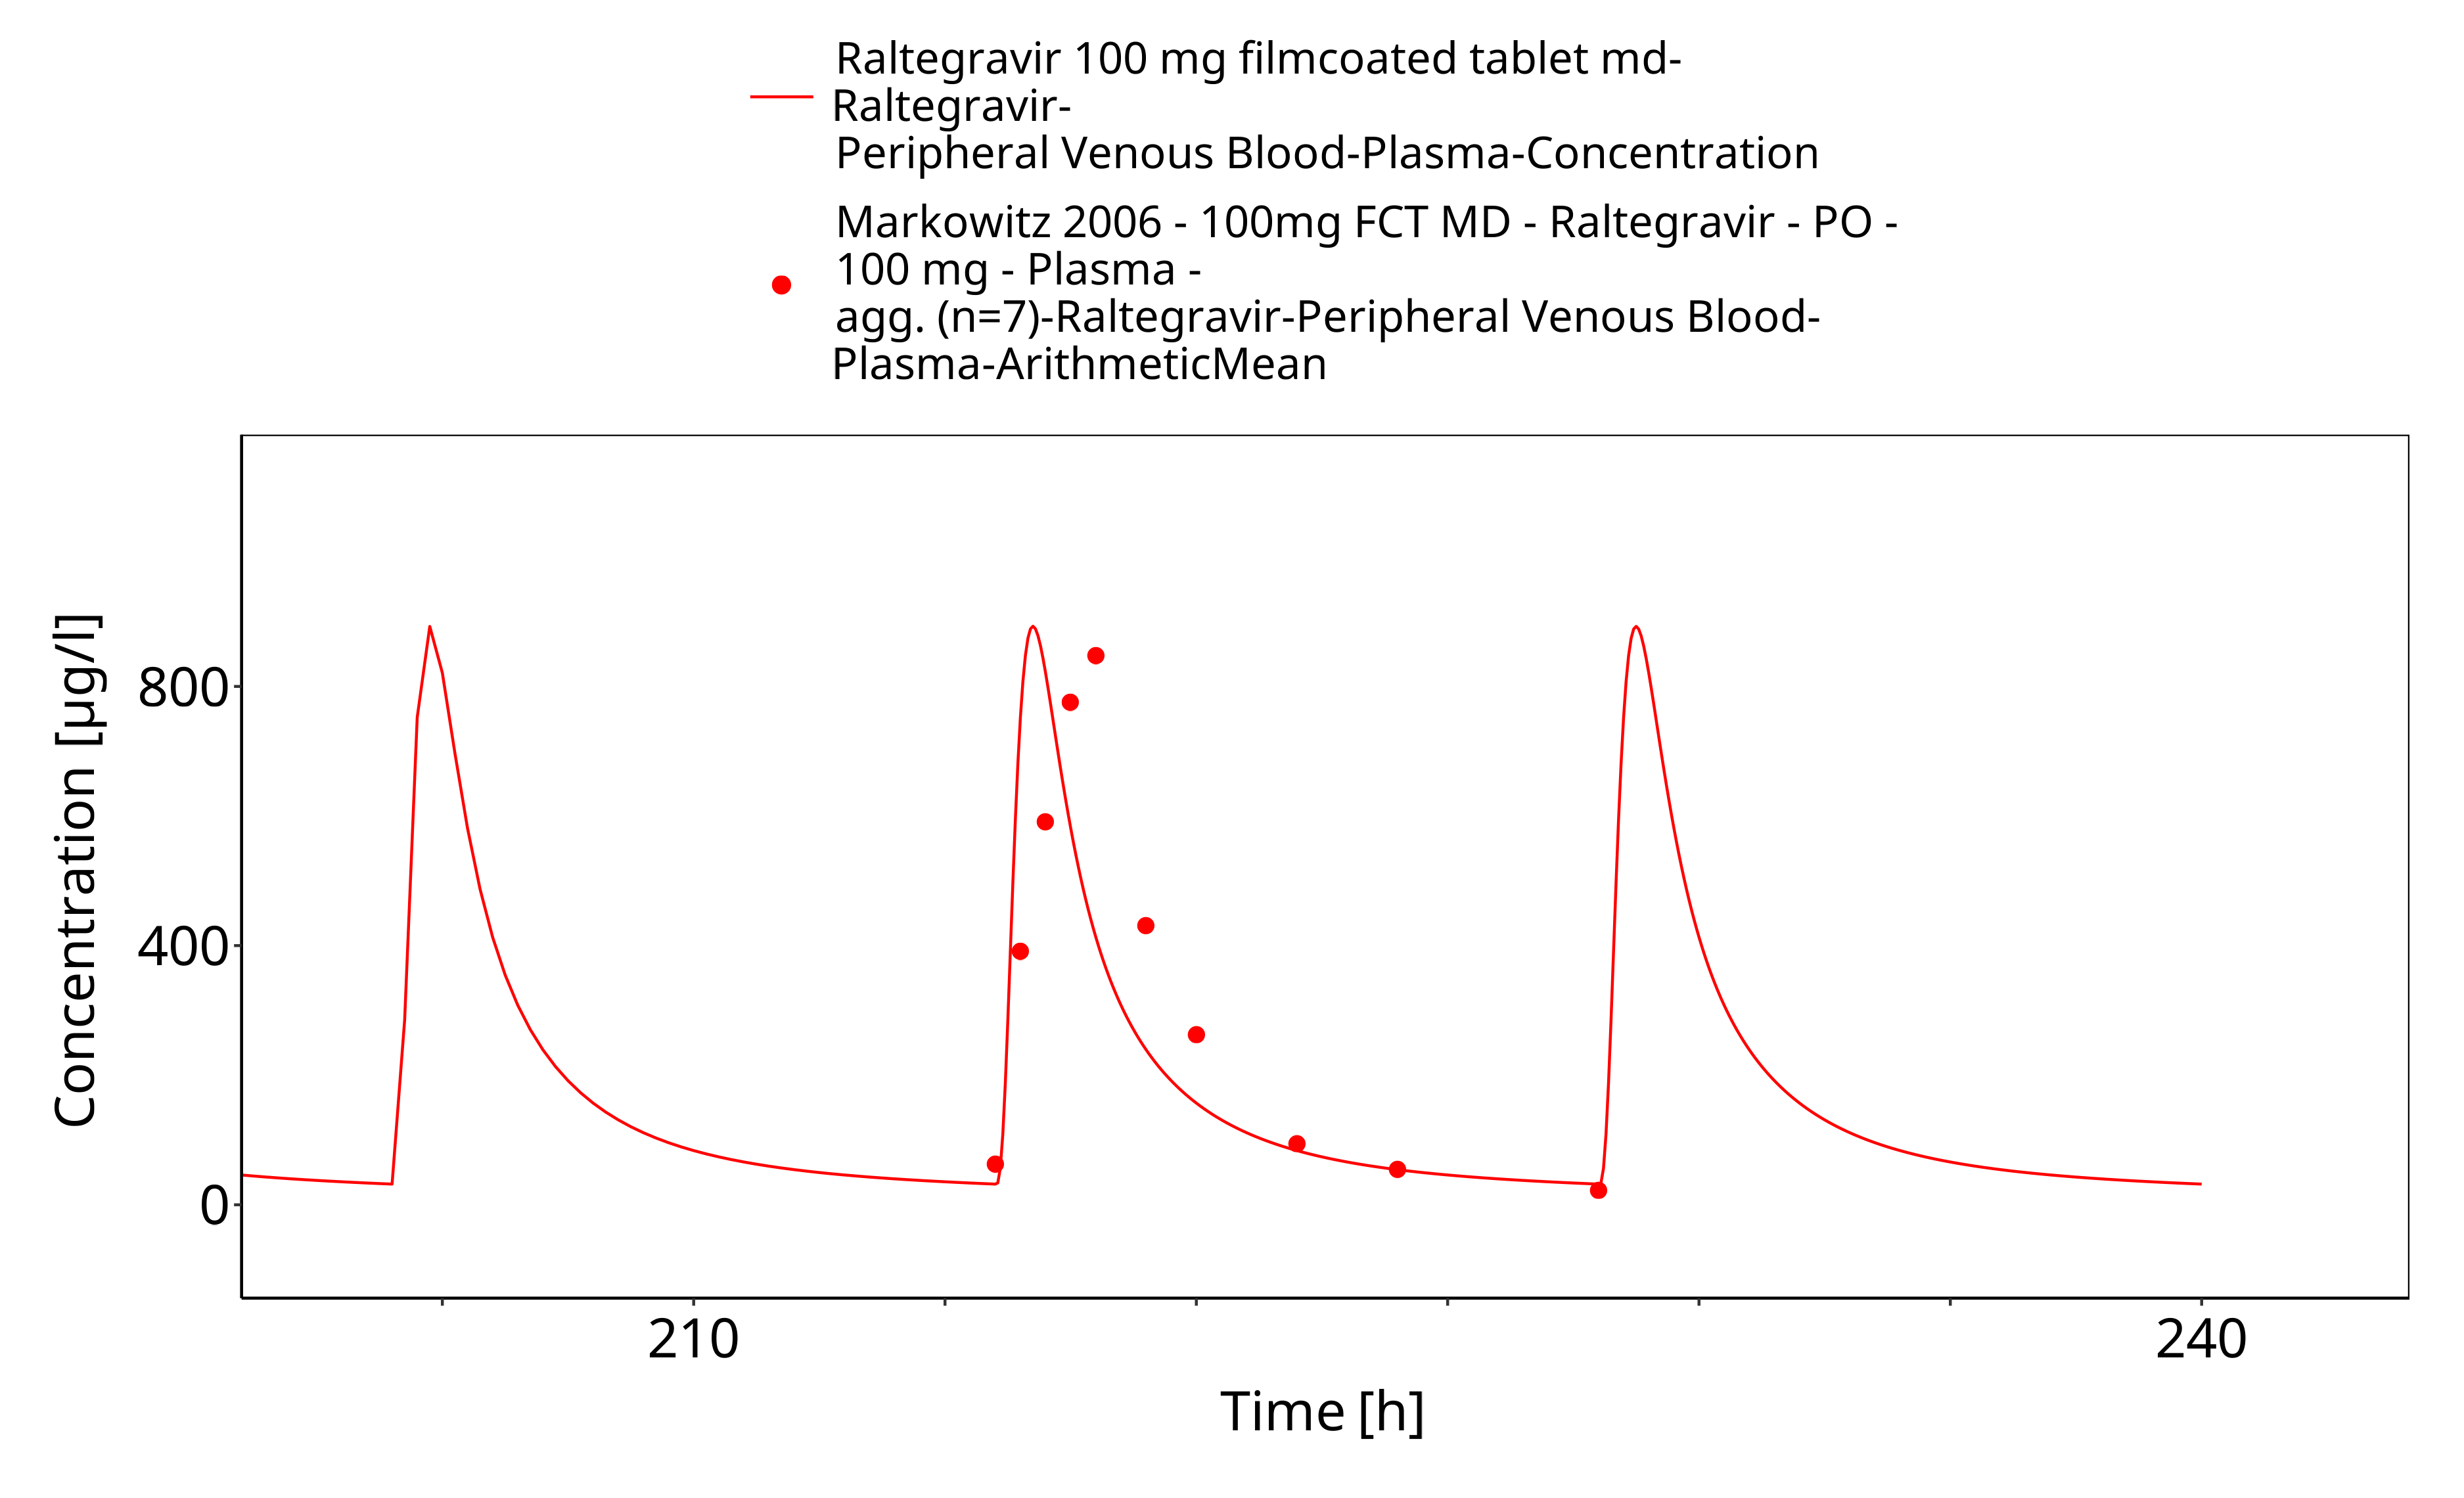 Raltegravir 100 mg filmcoated tablet md-
Raltegravir-
Peripheral Venous Blood-Plasma-Concentration
Markowitz 2006 - 100mg FCT MD - Raltegravir - PO -
100 mg - Plasma -
agg. (n=7)-Raltegravir-Peripheral Venous Blood-
Plasma-ArithmeticMean
Concentration [µg/l]
800
400
0
210
240
Time [h]